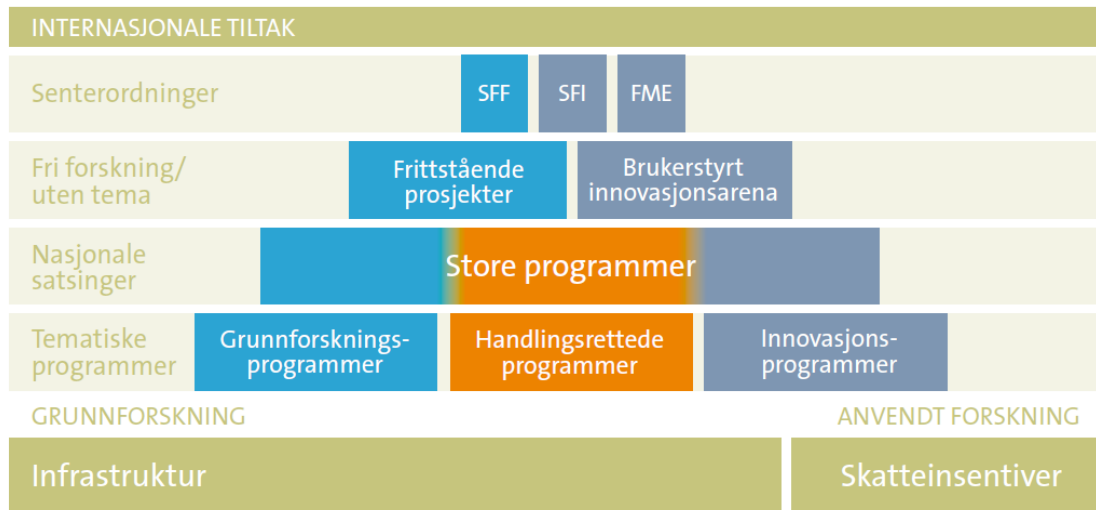 INTERNASJONALE TILTAK
Senterordninger
SFF
SFI
FME
Fri forskning/
uten tema
Frittstående
prosjekter
Brukerstyrt
innovasjonsarena
Nasjonale
satsinger
Store programmer
Tematiske
programmer
Grunnforsknings-
programmer
Handlingsrettede
programmer
Innovasjons-
programmer
GRUNNFORSKNING
ANVENDT FORSKNING
Infrastruktur
Skatteinsentiver